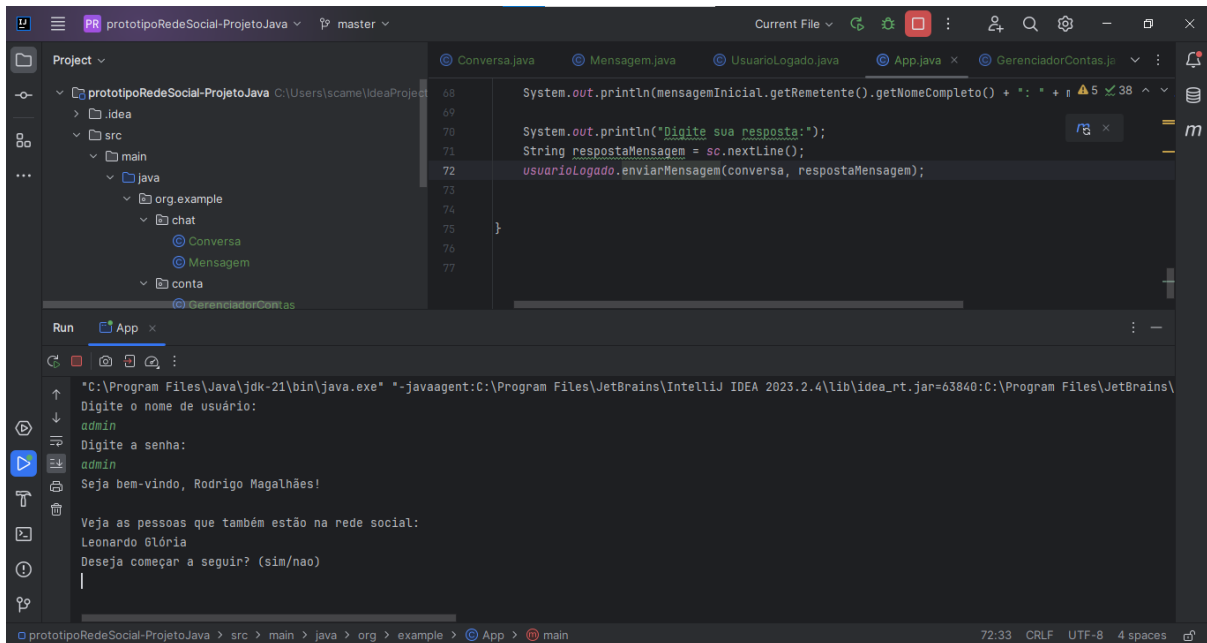 PR prototipoRedeSocial-ProjetoJava master Current File
Project
Conversa.java Mensagem.java UsuarioLogado.java App.java GerenciadorContas.ja
prototipoRedeSocial-ProjetoJava C:\Users\scame\IdeaProject
.idea
src
main
java
org.example
chat
Conversa
Mensagem
conta
GerenciadorContas
68 System.out.println(mensagemInicial.getRemetente().getNomeCompleto() + ": " + m 5 38
69
70 System.out.println("Digite sua resposta:");
71 String respostaMensagem = sc.nextLine();
72 usuarioLogado.enviarMensagem(conversa, respostaMensagem);
73
74
75 }
76
77
Run App
"C:\Program Files\Java\jdk-21\bin\java.exe" "-javaagent:C:\Program Files\JetBrains\IntelliJ IDEA 2023.2.4\lib\idea_rt.jar=63840:C:\Program Files\JetBrains\
Digite o nome de usuário:
admin
Digite a senha:
admin
Seja bem-vindo, Rodrigo Magalhães!
Veja as pessoas que também estão na rede social:
Leonardo Glória
Deseja começar a seguir? (sim/nao)
prototipoRedeSocial-ProjetoJava > src > main > java > org > example > App > main 72:33 CRLF UTF-8 4 spaces